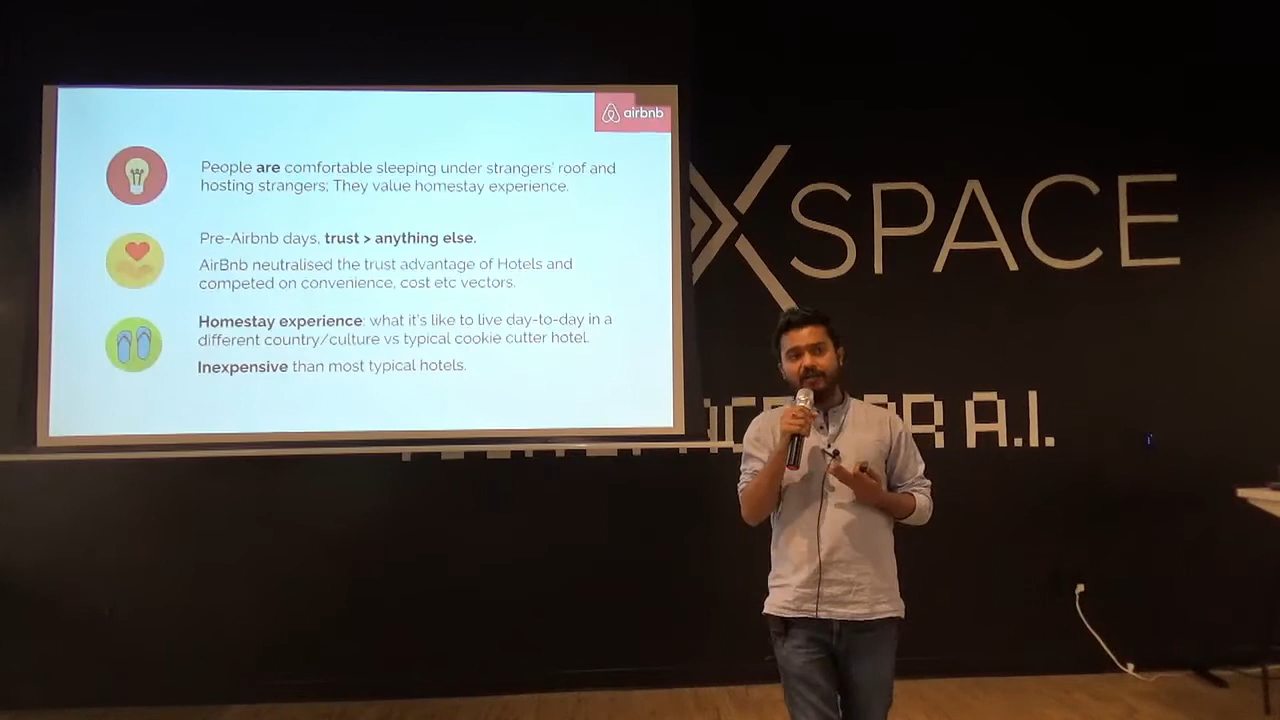 airbnb
People are comfortable sleeping under strangers' roof and
hosting strangers; They value homestay experience.
Pre-Airbnb days, trust > anything else.
AirBnb neutralised the trust advantage of Hotels and
competed on convenience, cost etc vectors.
Homestay experience: what it's like to live day-to-day in a
different country/culture vs typical cookie cutter hotel.
Inexpensive than most typical hotels.
XSPACE
A.I.